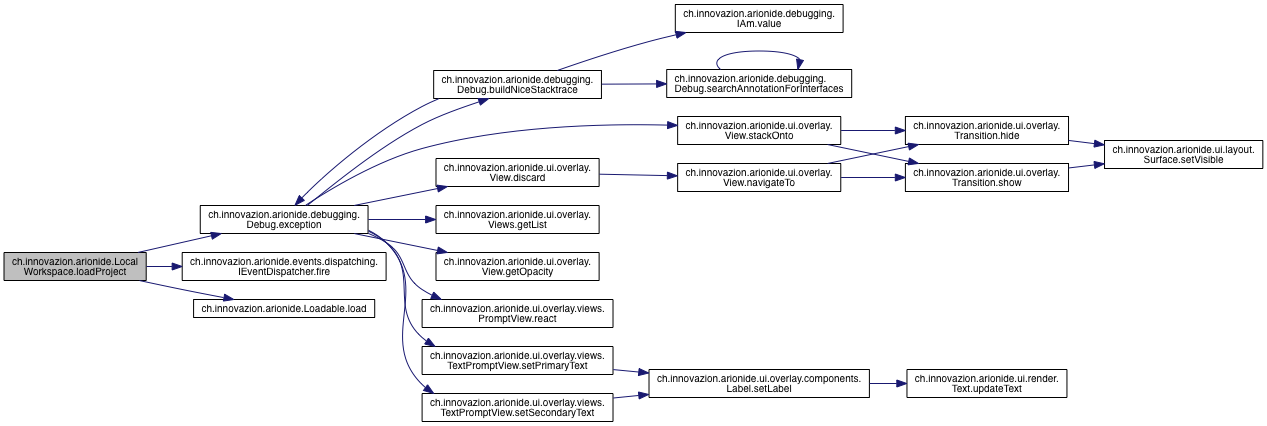 ch.innovazion.arionide.debugging.
IAm.value
ch.innovazion.arionide.debugging.
Debug.buildNiceStacktrace
ch.innovazion.arionide.debugging.
Debug.searchAnnotationForInterfaces
ch.innovazion.arionide.ui.overlay.
View.stackOnto
ch.innovazion.arionide.ui.overlay.
Transition.hide
ch.innovazion.arionide.ui.layout.
Surface.setVisible
ch.innovazion.arionide.ui.overlay.
View.discard
ch.innovazion.arionide.ui.overlay.
View.navigateTo
ch.innovazion.arionide.ui.overlay.
Transition.show
ch.innovazion.arionide.debugging.
Debug.exception
ch.innovazion.arionide.ui.overlay.
Views.getList
ch.innovazion.arionide.Local
Workspace.loadProject
ch.innovazion.arionide.events.dispatching.
IEventDispatcher.fire
ch.innovazion.arionide.ui.overlay.
View.getOpacity
ch.innovazion.arionide.Loadable.load
ch.innovazion.arionide.ui.overlay.views.
PromptView.react
ch.innovazion.arionide.ui.overlay.views.
TextPromptView.setPrimaryText
ch.innovazion.arionide.ui.overlay.components.
Label.setLabel
ch.innovazion.arionide.ui.render.
Text.updateText
ch.innovazion.arionide.ui.overlay.views.
TextPromptView.setSecondaryText